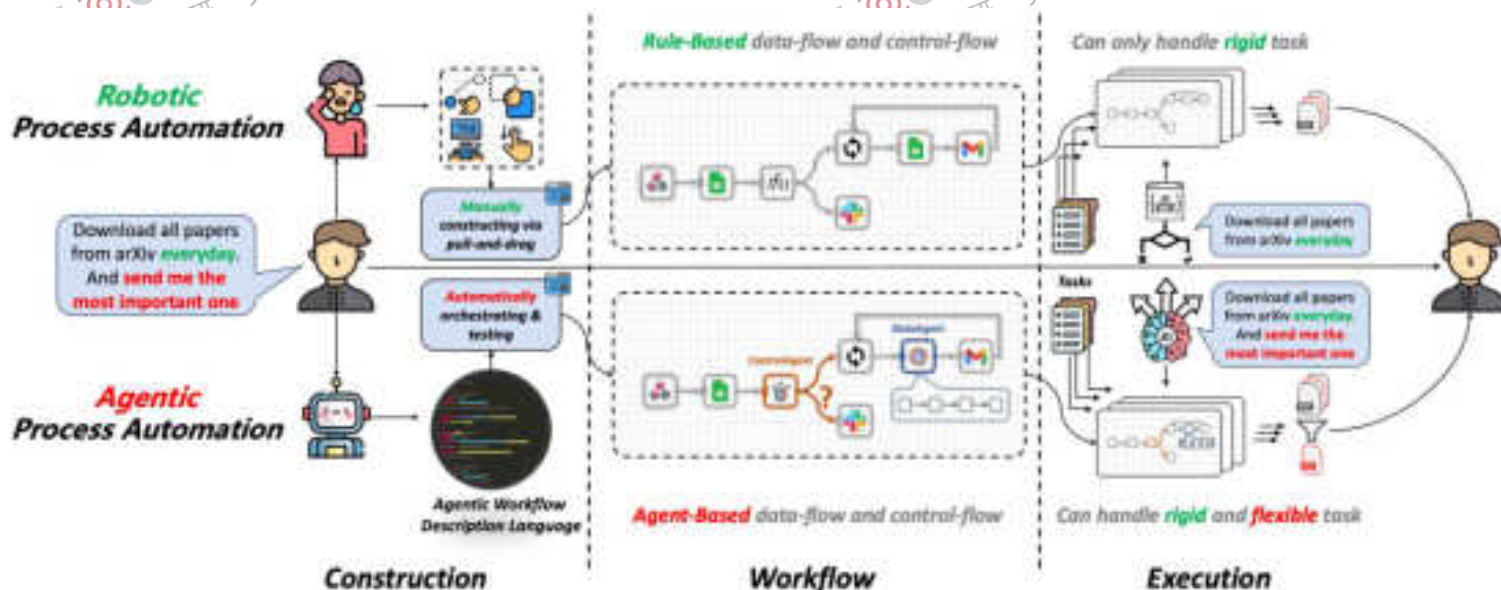 Rule-Based data-flow and control-flow
Can only handle rigid task
Robotic
Process Automation
Manually
constructing via
pull-and-drag
Download all papers
from arXiv everyday.
And send me the
most important one
Download all papers
from arXiv everyday
Automatically
orchestrating &
testing
Tasks
Download all papers
from arXiv everyday.
And send me the
most important one
ControlAgent
DataAgent
?
Agentic
Process Automation
Agentic Workflow
Description Language
Agent-Based data-flow and control-flow
Can handle rigid and flexible task
Construction
Workflow
Execution